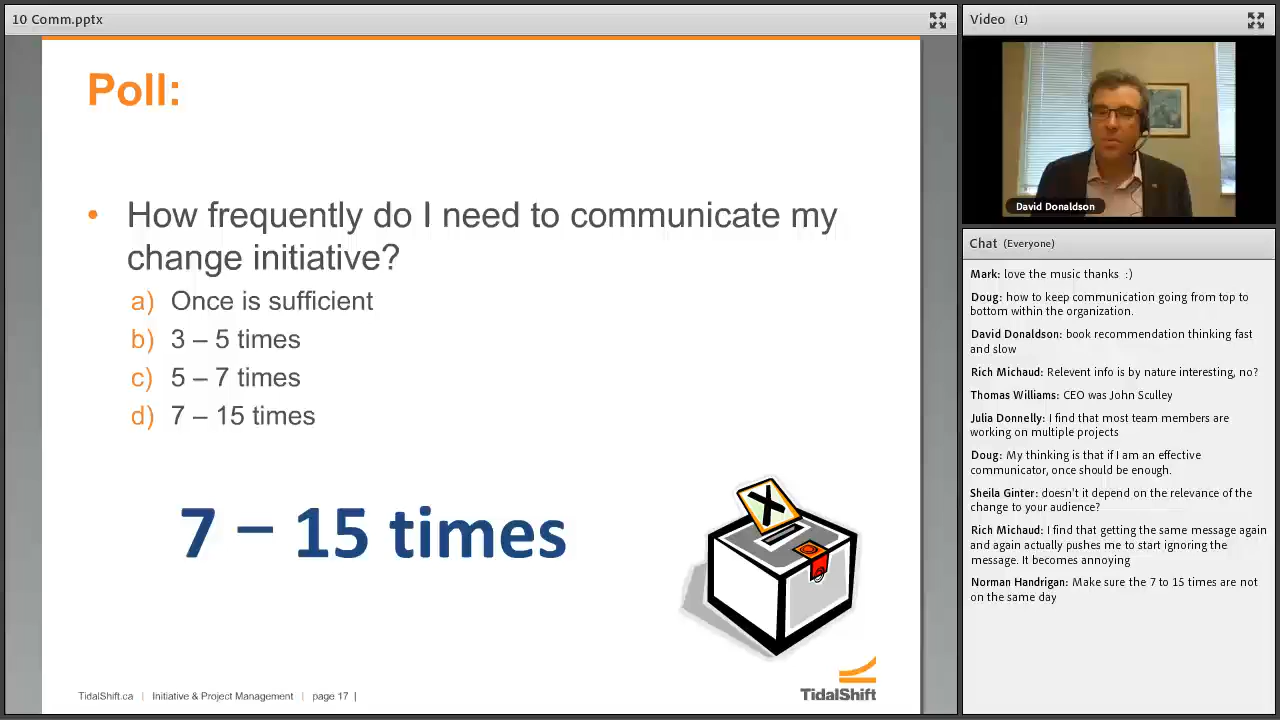 10 Comm.pptx
Poll:
• How frequently do I need to communicate my
change initiative?
a) Once is sufficient
b) 3 – 5 times
c) 5 – 7 times
d) 7 – 15 times
7 – 15 times
X
TidalShift
TidalShift.ca | Initiative & Project Management | page 17 |
Video (1)
David Donaldson
Chat (Everyone)
Mark: love the music thanks :)
Doug: how to keep communication going from top to
bottom within the organization.
David Donaldson: book recommendation thinking fast
and slow
Rich Michaud: Relevent info is by nature interesting, no?
Thomas Williams: CEO was John Sculley
Julia Donnelly: I find that most team members are
working on multiple projects
Doug: My thinking is that if I am an effective
communicator, once should be enough.
Sheila Ginter: doesn't it depend on the relevance of the
change to your audience?
Rich Michaud: I find that getting the same message again
and again actually pushes me to start ignoring the
message. It becomes annoying
Norman Handrigan: Make sure the 7 to 15 times are not
on the same day